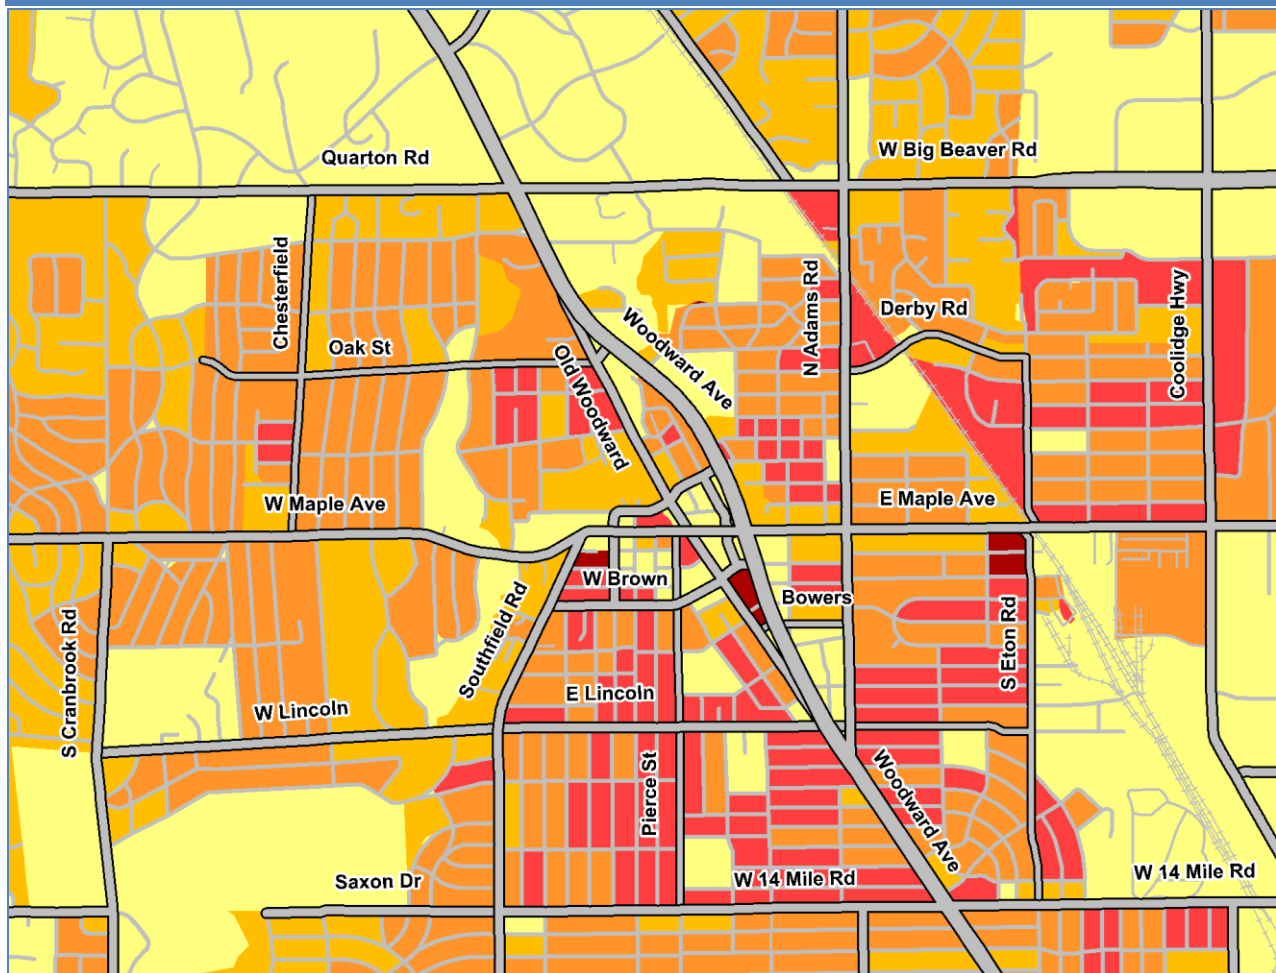 Quarton Rd
W Big Beaver Rd
Chesterfield
N Adams Rd
Coolidge Hwy
Derby Rd
Woodward Ave
Oak St
Old Woodward
W Maple Ave
E Maple Ave
W Brown
Bowers
S Cranbrook Rd
Southfield Rd
S Eton Rd
E Lincoln
W Lincoln
Pierce St
Woodward Ave
Saxon Dr
W 14 Mile Rd
W 14 Mile Rd